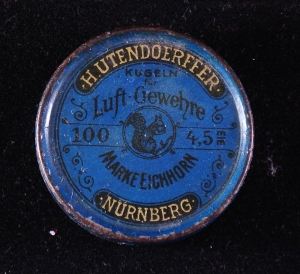 H. UTENDOERFFER
KUGELN
für
Luft-Gewehre
100 4,5 m/m
MARKE EICHHORN
NÜRNBERG